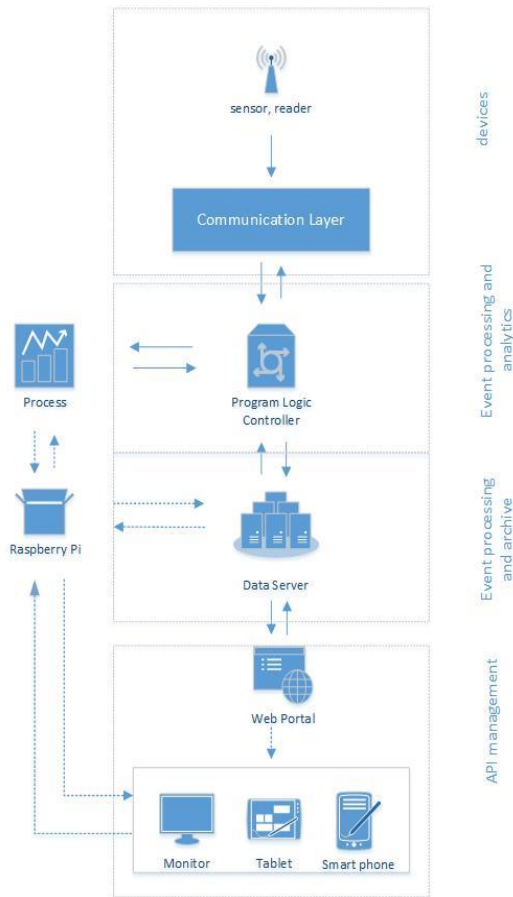 sensor, reader
Communication Layer
devices
Process
Program Logic
Controller
Event processing and
analytics
Raspberry Pi
Data Server
Event processing
and archive
Web Portal
API management
Monitor
Tablet
Smart phone